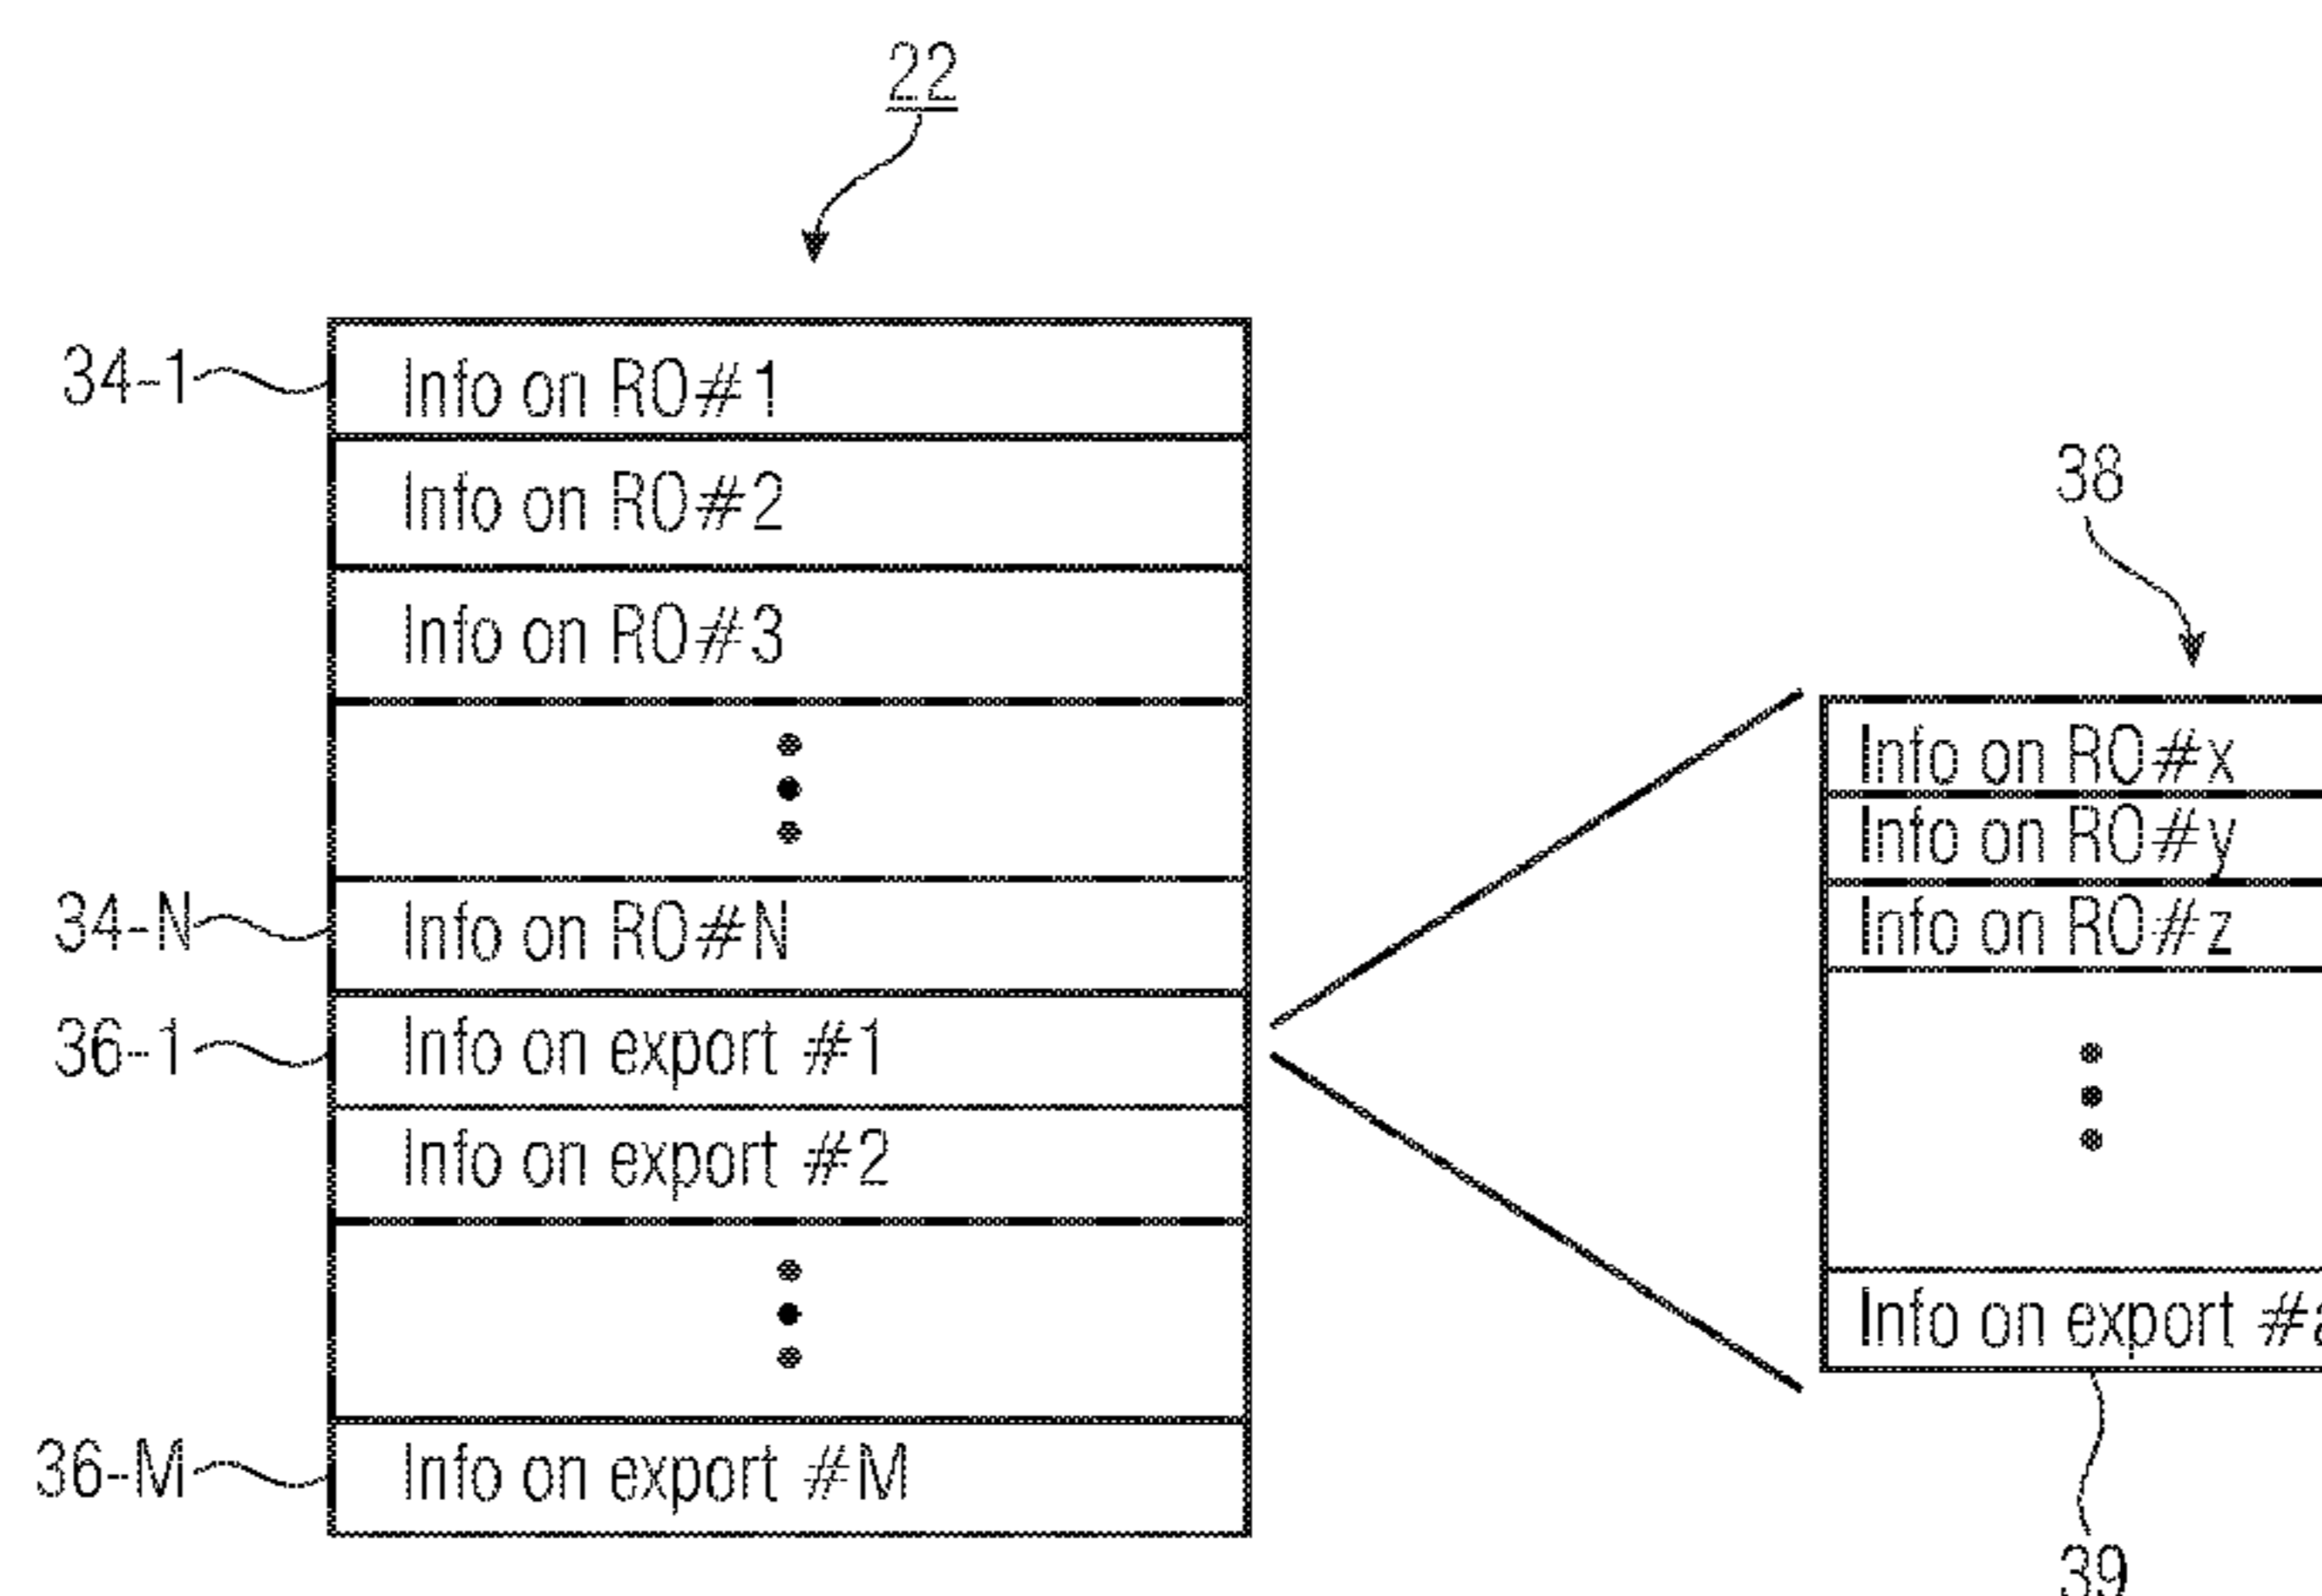 22
34-1
Info on RO#1
Info on RO#2
Info on RO#3
34-N
Info on RO#N
36-1
Info on export #1
Info on export #2
36-M
Info on export #M
38
Info on RO#x
Info on RO#y
Info on RO#z
Info on export
39